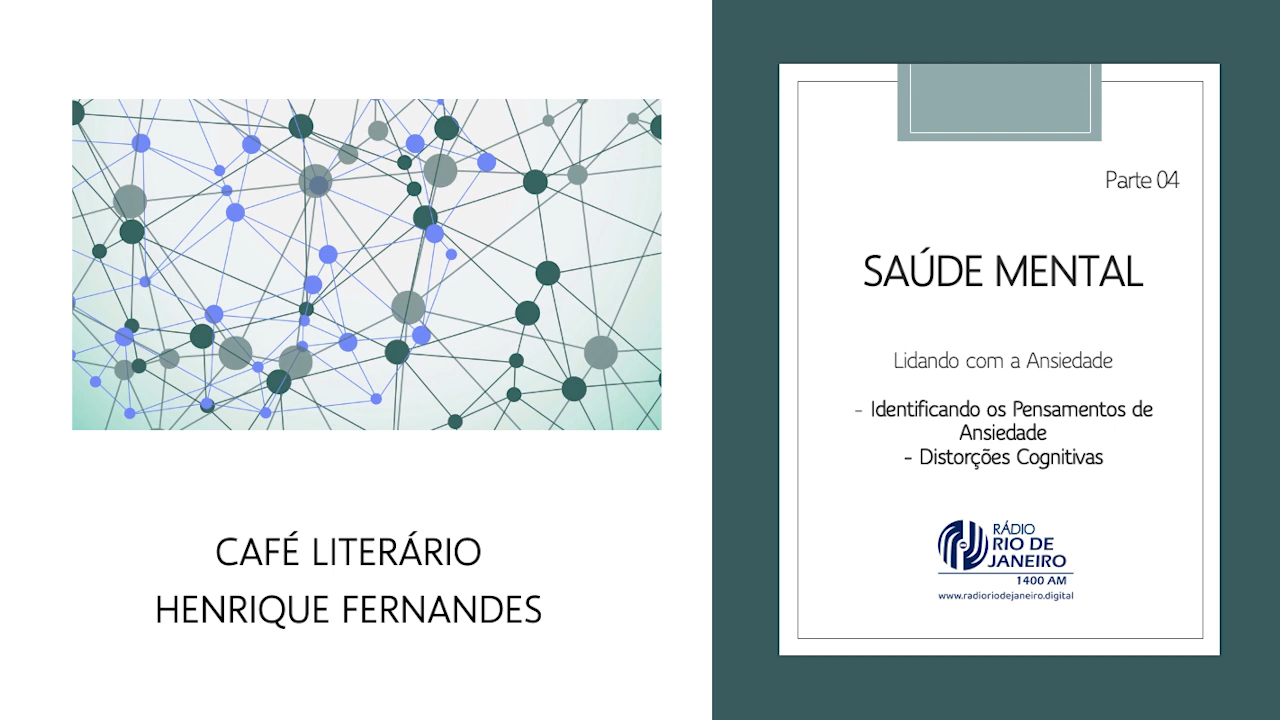 CAFÉ LITERÁRIO
HENRIQUE FERNANDES
Parte 04
SAÚDE MENTAL
Lidando com a Ansiedade
- Identificando os Pensamentos de
Ansiedade
- Distorções Cognitivas
RÁDIO
RIO DE
JANEIRO
1400 AM
www.radioriodejaneiro.digital